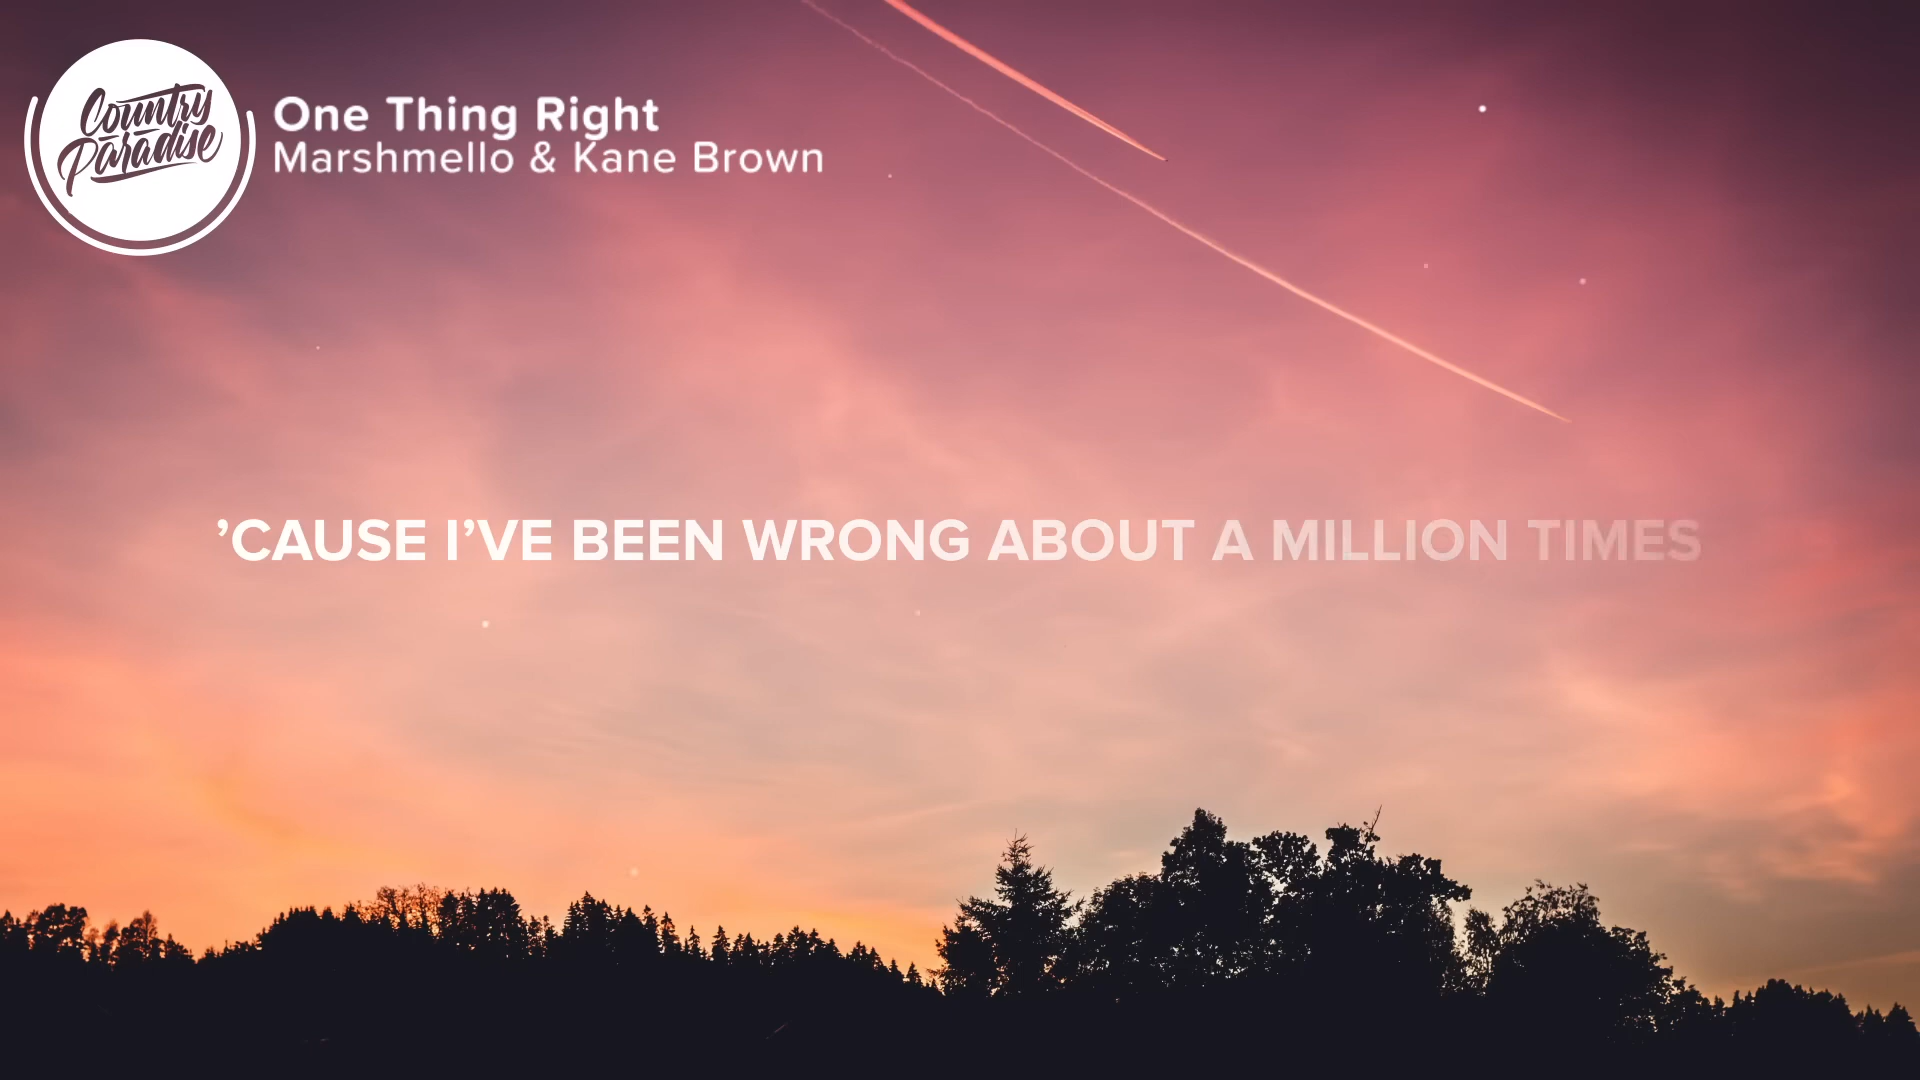 Country
Paradise
One Thing Right
Marshmello & Kane Brown
’CAUSE I’VE BEEN WRONG ABOUT A MILLION TIMES